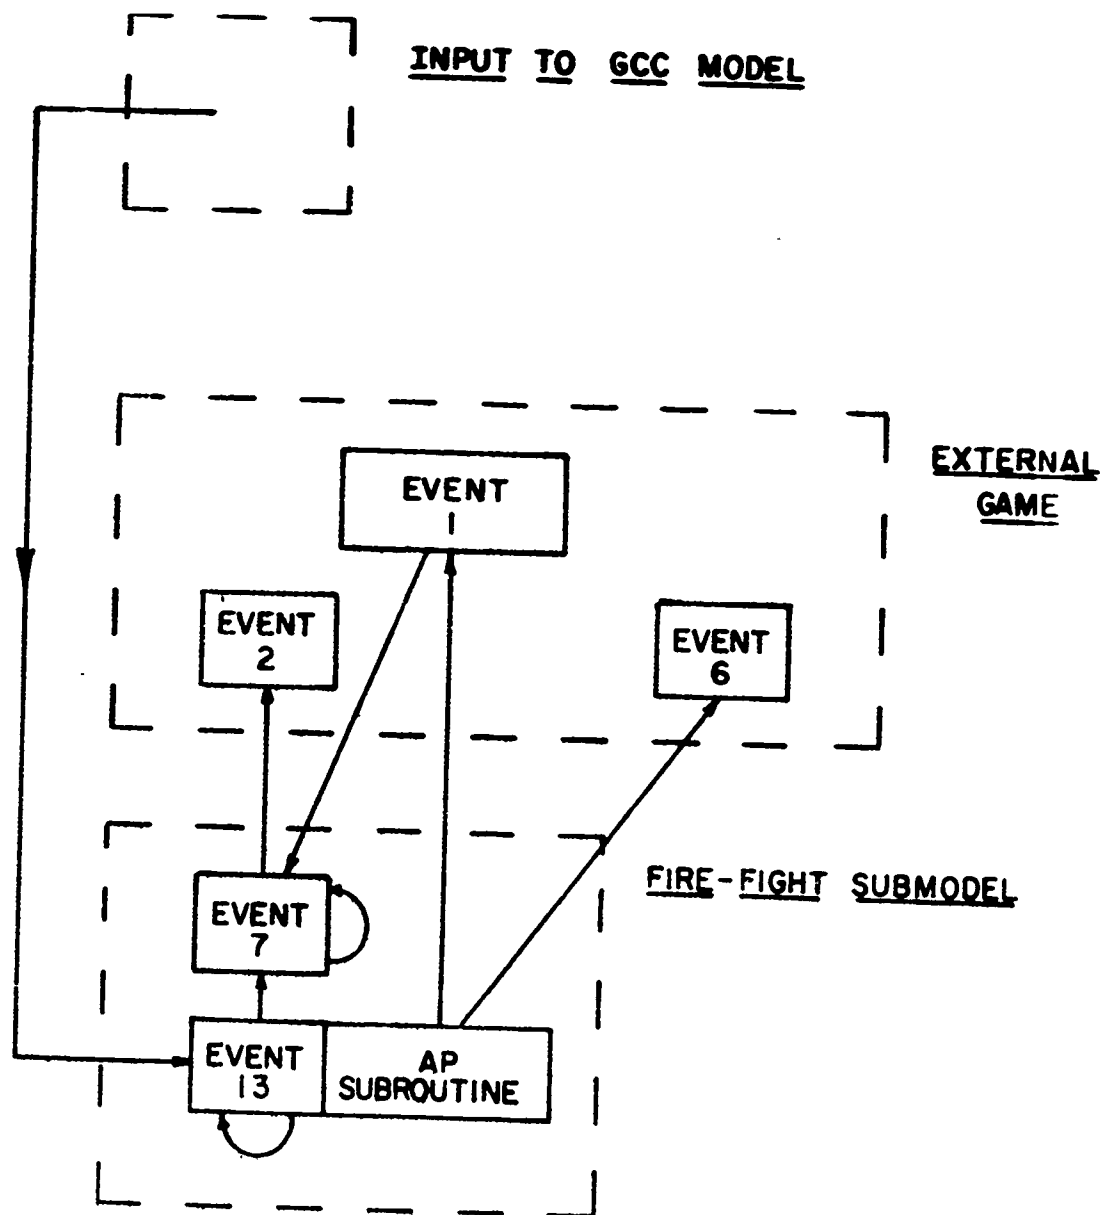 INPUT TO GCC MODEL
EXTERNAL
GAME
EVENT
1
EVENT
2
EVENT
6
FIRE-FIGHT SUBMODEL
EVENT
7
EVENT
13
AP
SUBROUTINE